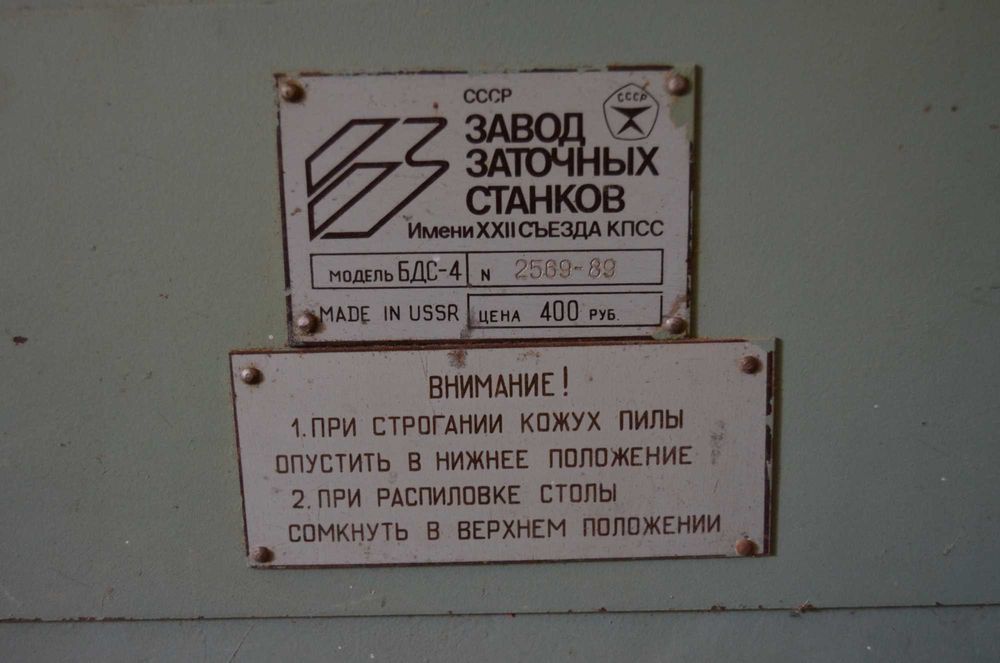 СССР
СССР
ЗАВОД
ЗАТОЧНЫХ
СТАНКОВ
Имени XXII СЪЕЗДА КПСС
МОДЕЛЬ БДС-4 N 2569-89
MADE IN USSR ЦЕНА 400 РУБ.
ВНИМАНИЕ!
1. ПРИ СТРОГАНИИ КОЖУХ ПИЛЫ
ОПУСТИТЬ В НИЖНЕЕ ПОЛОЖЕНИЕ
2. ПРИ РАСПИЛОВКЕ СТОЛЫ
СОМКНУТЬ В ВЕРХНЕМ ПОЛОЖЕНИИ